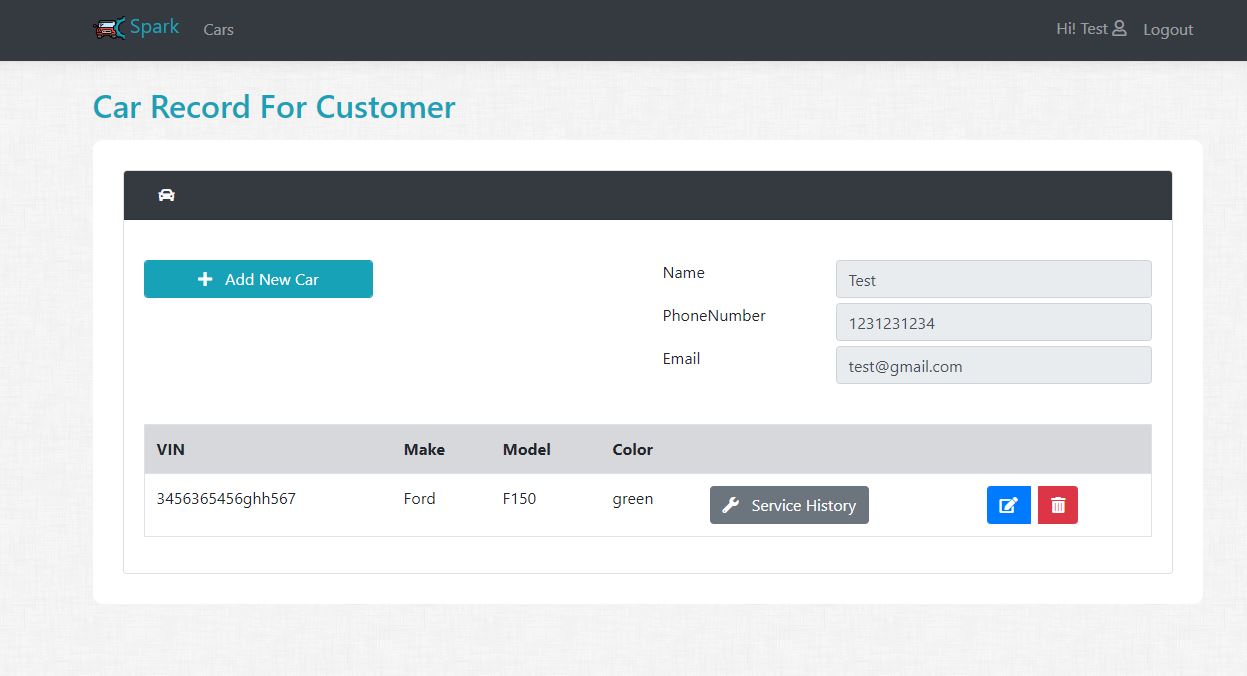 Spark Cars Hi! Test Logout
Car Record For Customer
Add New Car
Name Test
PhoneNumber 1231231234
Email test@gmail.com
VIN Make Model Color
3456365456ghh567 Ford F150 green Service History